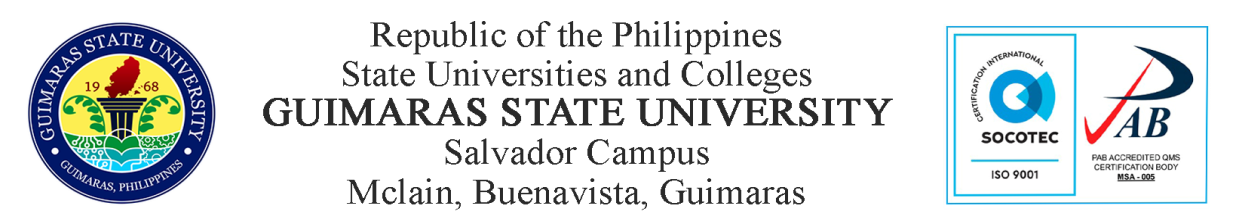 GUIMARAS STATE UNIVERSITY
19 68
GUIMARAS, PHILIPPINES
Republic of the Philippines
State Universities and Colleges
GUIMARAS STATE UNIVERSITY
Salvador Campus
Mclain, Buenavista, Guimaras
CERTIFICATION INTERNATIONAL
SOCOTEC
ISO 9001
PAB
PAB ACCREDITED QMS
CERTIFICATION BODY
MSA - 005